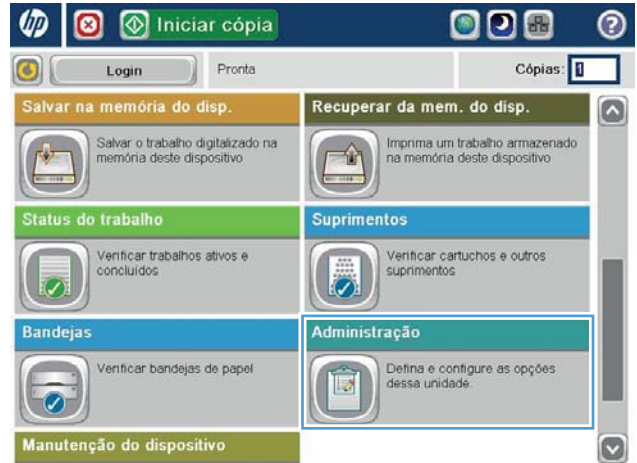 hp
Iniciar cópia
?
Login
Pronta
Cópias: 1
Salvar na memória do disp.
Salvar o trabalho digitalizado na
memória deste dispositivo
Recuperar da mem. do disp.
Imprima um trabalho armazenado
na memória deste dispositivo
Status do trabalho
Verificar trabalhos ativos e
concluídos
Suprimentos
Verificar cartuchos e outros
suprimentos
Bandejas
Verificar bandejas de papel
Administração
Defina e configure as opções
dessa unidade.
Manutenção do dispositivo